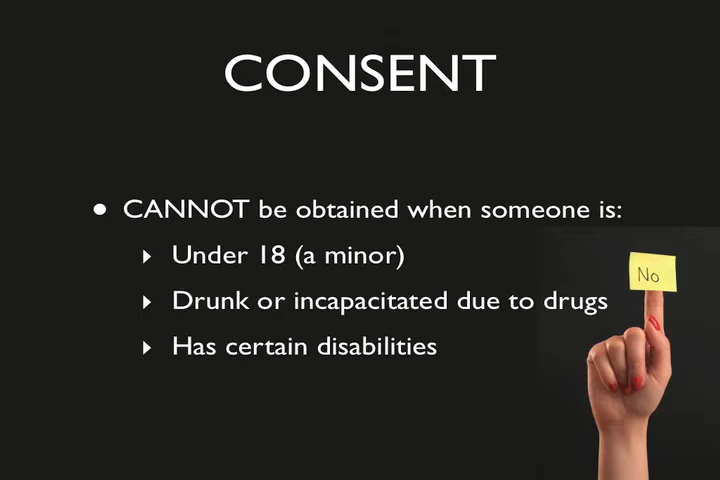 CONSENT
• CANNOT be obtained when someone is:
▸ Under 18 (a minor)
▸ Drunk or incapacitated due to drugs
▸ Has certain disabilities
No